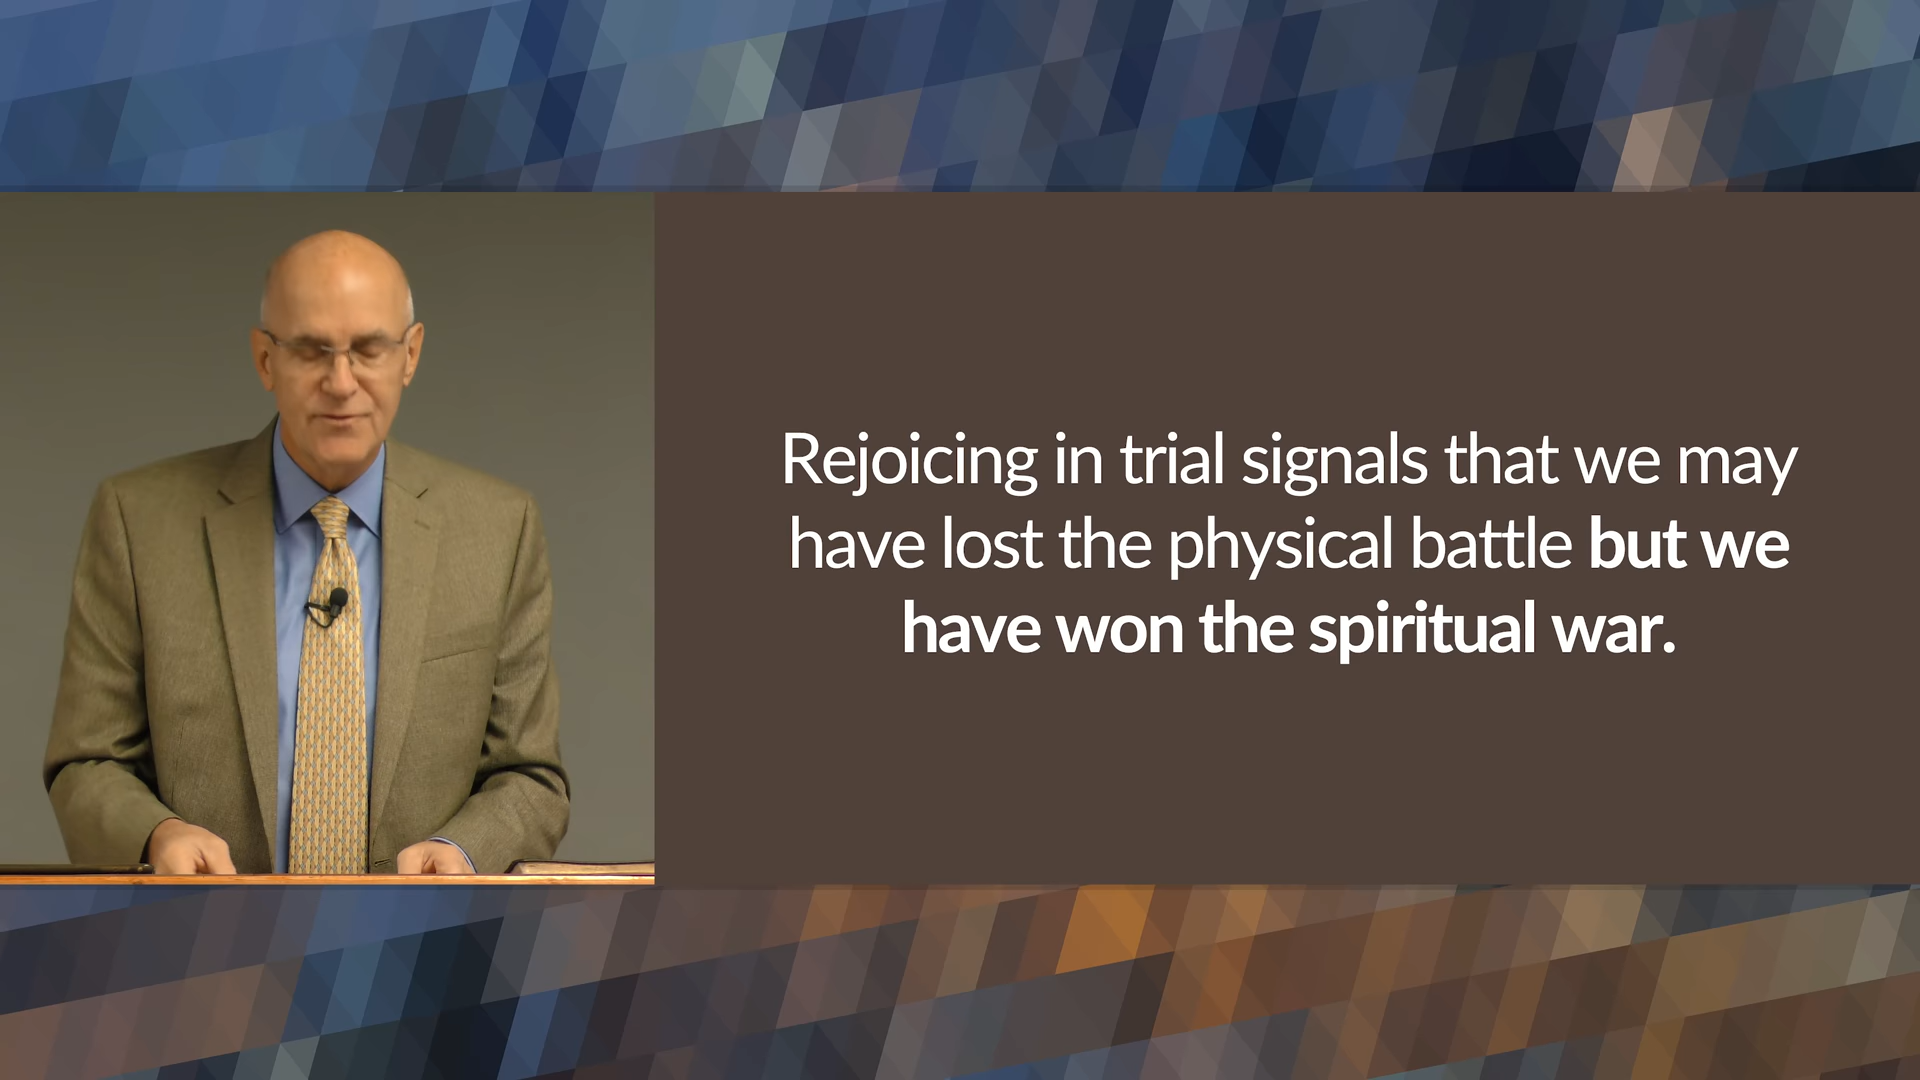 Rejoicing in trial signals that we may
have lost the physical battle but we
have won the spiritual war.